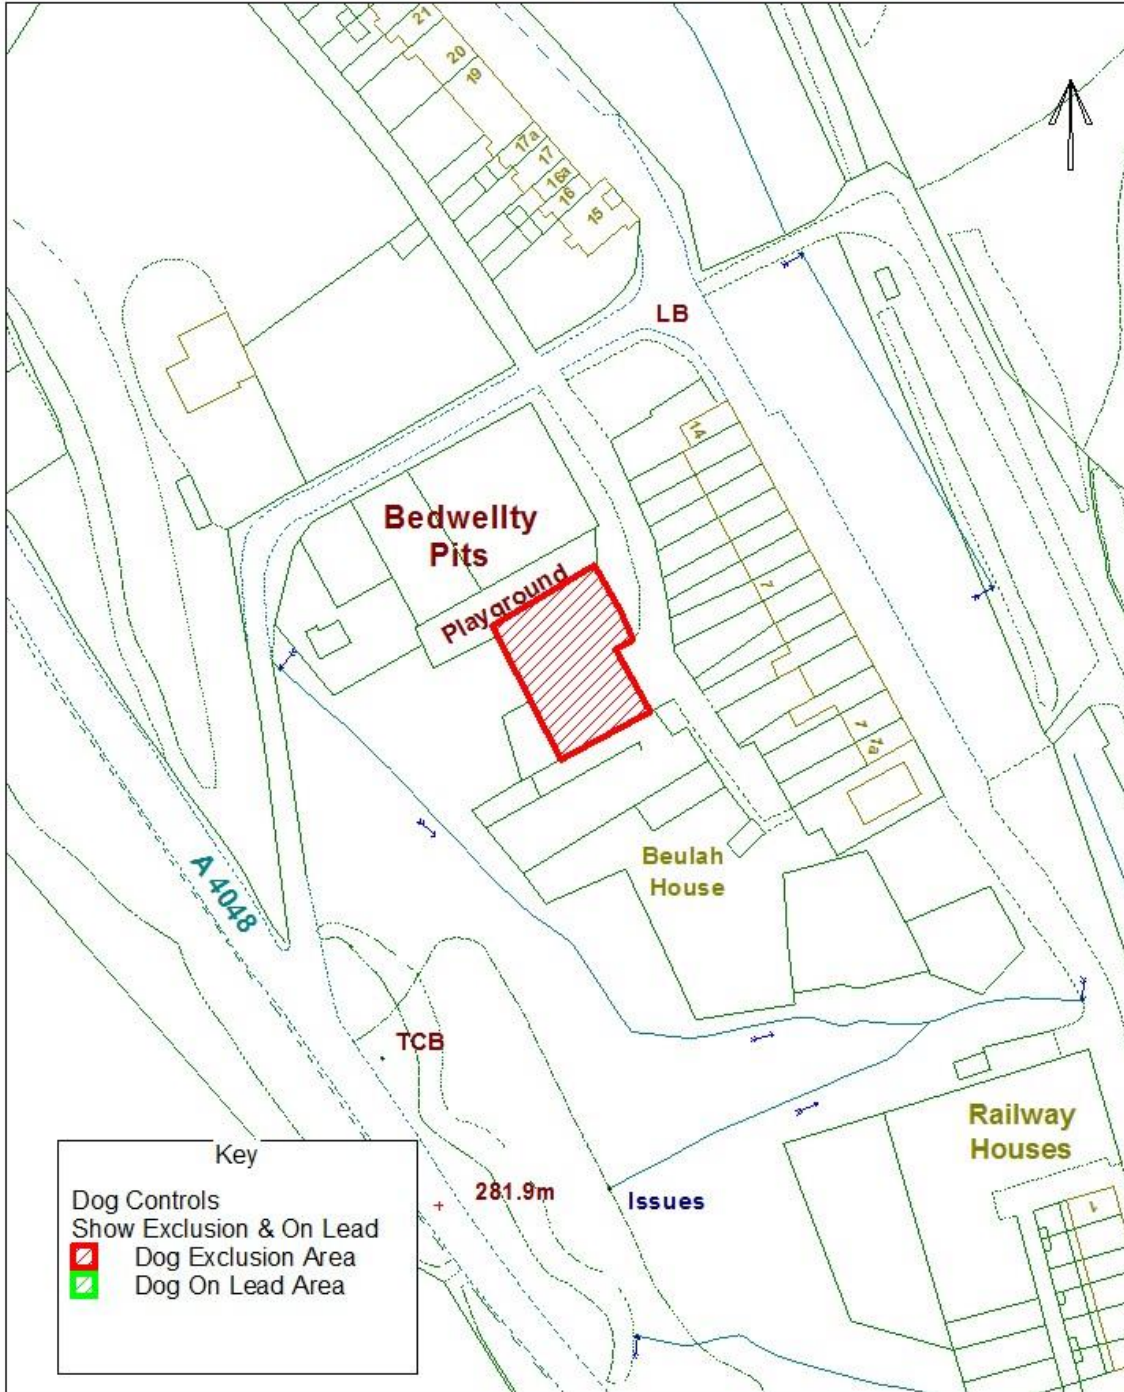 21
20
19
17a
17
16a
16
15
LB
14
Bedwellty
Pits
Playground
7
7
7a
Beulah
House
A 4048
TCB
Railway
Houses
1
281.9m
Issues
Key
Dog Controls
Show Exclusion & On Lead
Dog Exclusion Area
Dog On Lead Area